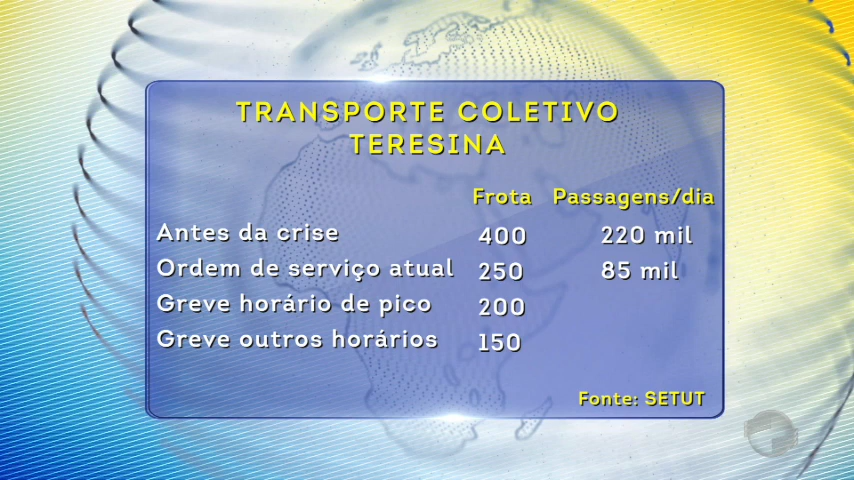 TRANSPORTE COLETIVO
TERESINA
Frota Passagens/dia
Antes da crise 400 220 mil
Ordem de serviço atual 250 85 mil
Greve horário de pico 200
Greve outros horários 150
Fonte: SETUT